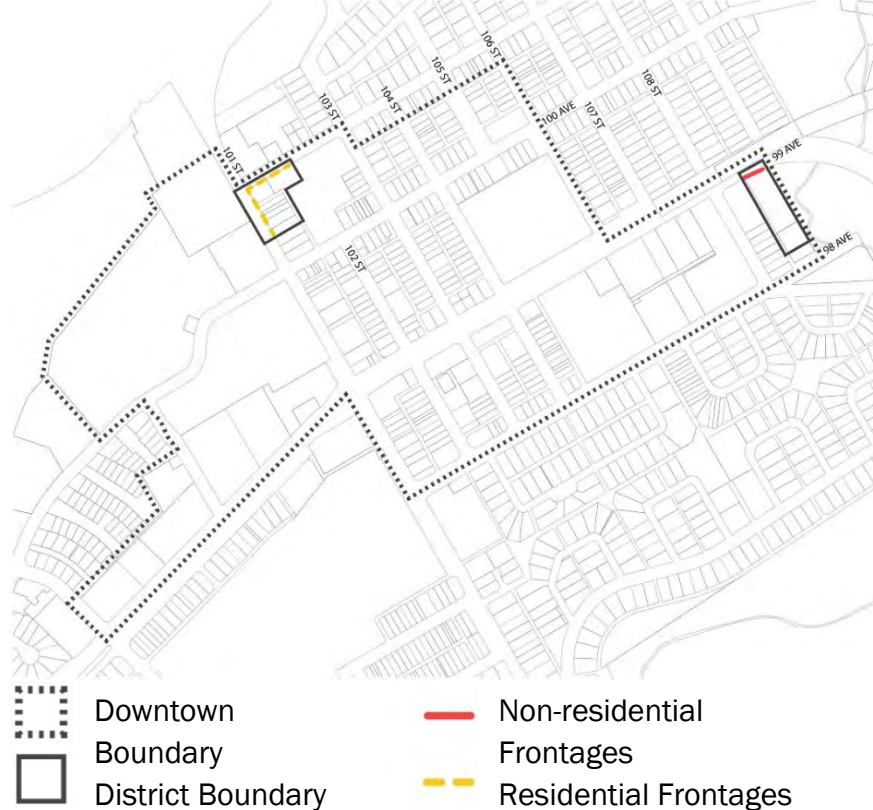 106 ST
105 ST
108 ST
104 ST
103 ST
107 ST
100 AVE
101 ST
99 AVE
102 ST
98 AVE
Downtown
Boundary
District Boundary
Non-residential
Frontages
Residential Frontages